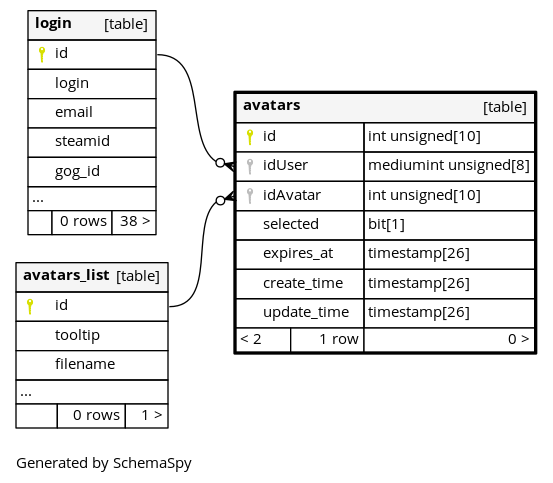 login [table]
id
login
email
steamid
gog_id
...
0 rows 38 >
avatars [table]
id int unsigned[10]
idUser mediumint unsigned[8]
idAvatar int unsigned[10]
selected bit[1]
expires_at timestamp[26]
create_time timestamp[26]
update_time timestamp[26]
< 2 1 row 0 >
avatars_list [table]
id
tooltip
filename
...
0 rows 1 >
Generated by SchemaSpy